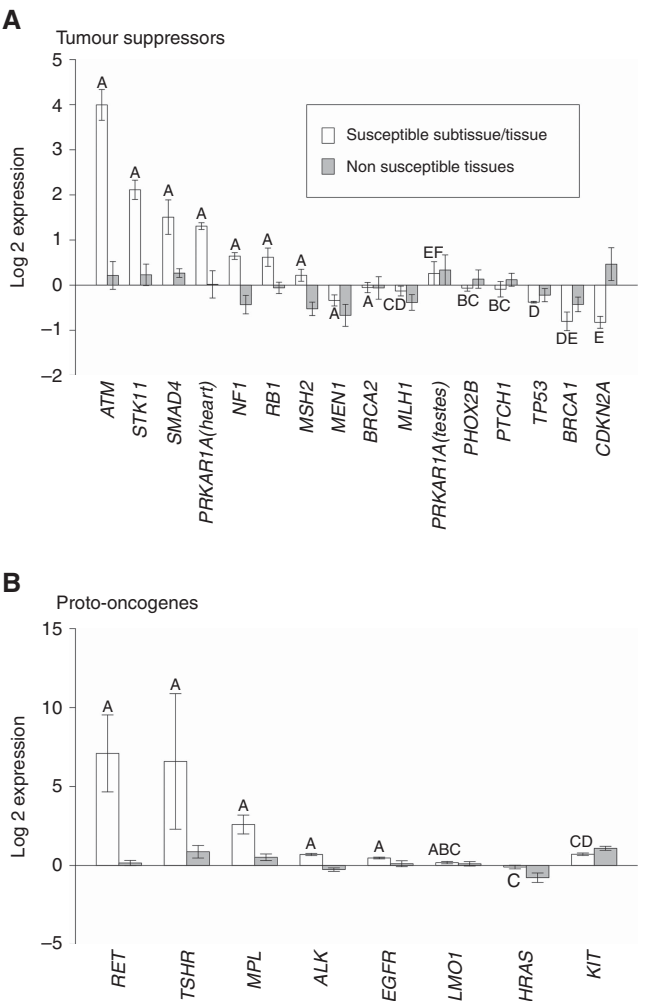 A
Tumour suppressors
5
4
3
2
1
0
−1
−2
Log 2 expression
Susceptible subtissue/tissue
Non susceptible tissues
A
A
A
A
A
A
A
A
A
CD
EF
BC
BC
D
DE
E
ATM
STK11
SMAD4
PRKAR1A(heart)
NF1
RB1
MSH2
MEN1
BRCA2
MLH1
PRKAR1A(testes)
PHOX2B
PTCH1
TP53
BRCA1
CDKN2A
B
Proto-oncogenes
15
10
5
0
−5
Log 2 expression
A
A
A
A
A
ABC
C
CD
RET
TSHR
MPL
ALK
EGFR
LMO1
HRAS
KIT